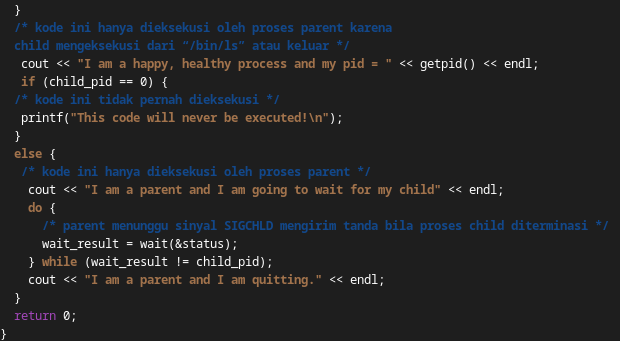 }
/* kode ini hanya dieksekusi oleh proses parent karena
child mengeksekusi dari “/bin/ls” atau keluar */
cout << "I am a happy, healthy process and my pid = " << getpid() << endl;
if (child_pid == 0) {
/* kode ini tidak pernah dieksekusi */
printf("This code will never be executed!\n");
}
else {
/* kode ini hanya dieksekusi oleh proses parent */
cout << "I am a parent and I am going to wait for my child" << endl;
do {
/* parent menunggu sinyal SIGCHLD mengirim tanda bila proses child diterminasi */
wait_result = wait(&status);
} while (wait_result != child_pid);
cout << "I am a parent and I am quitting." << endl;
}
return 0;
}